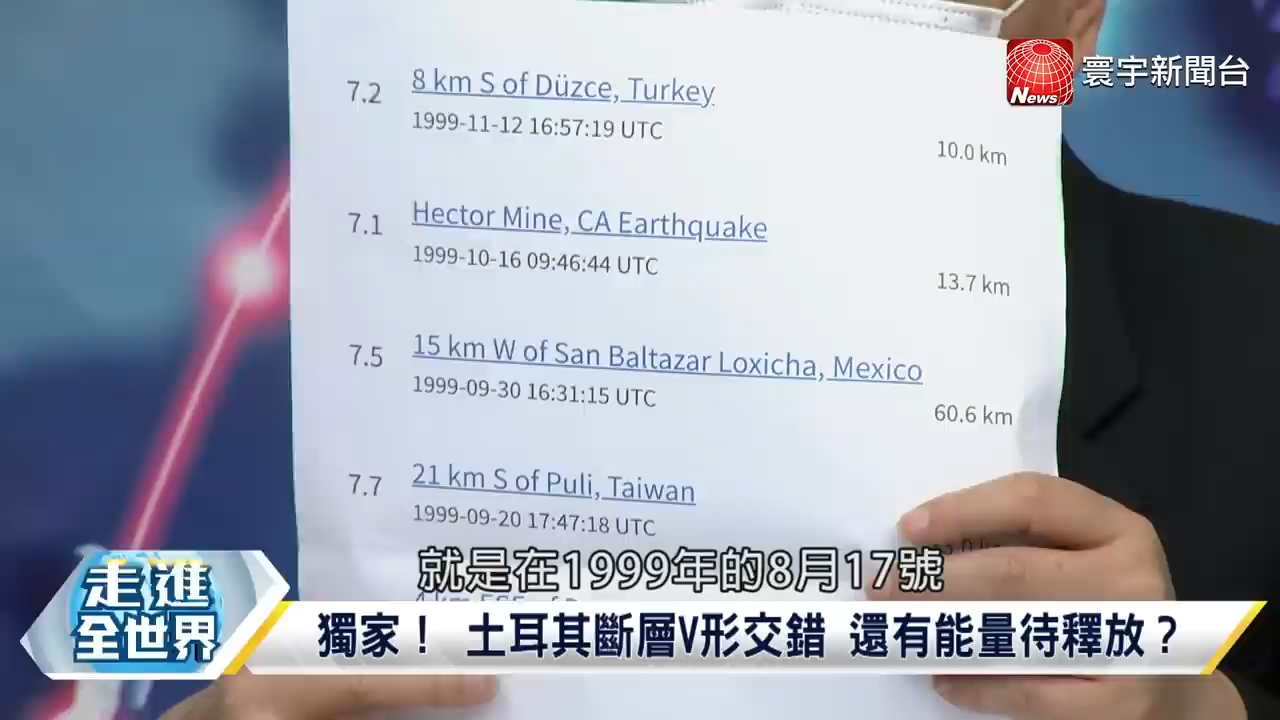 7.2 8 km S of Düzce, Turkey
1999-11-12 16:57:19 UTC
10.0 km
7.1 Hector Mine, CA Earthquake
1999-10-16 09:46:44 UTC
13.7 km
7.5 15 km W of San Baltazar Loxicha, Mexico
1999-09-30 16:31:15 UTC
60.6 km
7.7 21 km S of Puli, Taiwan
1999-09-20 17:47:18 UTC
News 寰宇新聞台
就是在1999年的8月17號
走進
全世界
獨家！ 土耳其斷層V形交錯 還有能量待釋放？